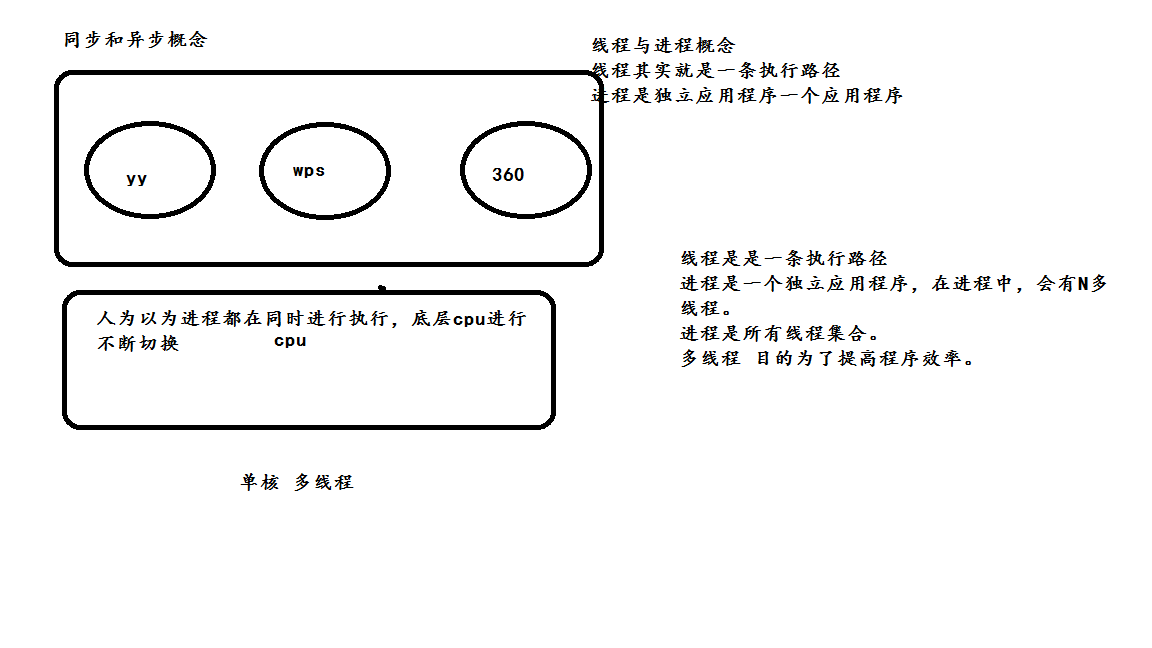 同步和异步概念
线程与进程概念
线程其实就是一条执行路径
进程是独立应用程序一个应用程序
yy
wps
360
线程是是一条执行路径
进程是一个独立应用程序，在进程中，会有N多
线程。
进程是所有线程集合。
多线程 目的为了提高程序效率。
人为以为进程都在同时进行执行，底层cpu进行
不断切换
cpu
单核 多线程